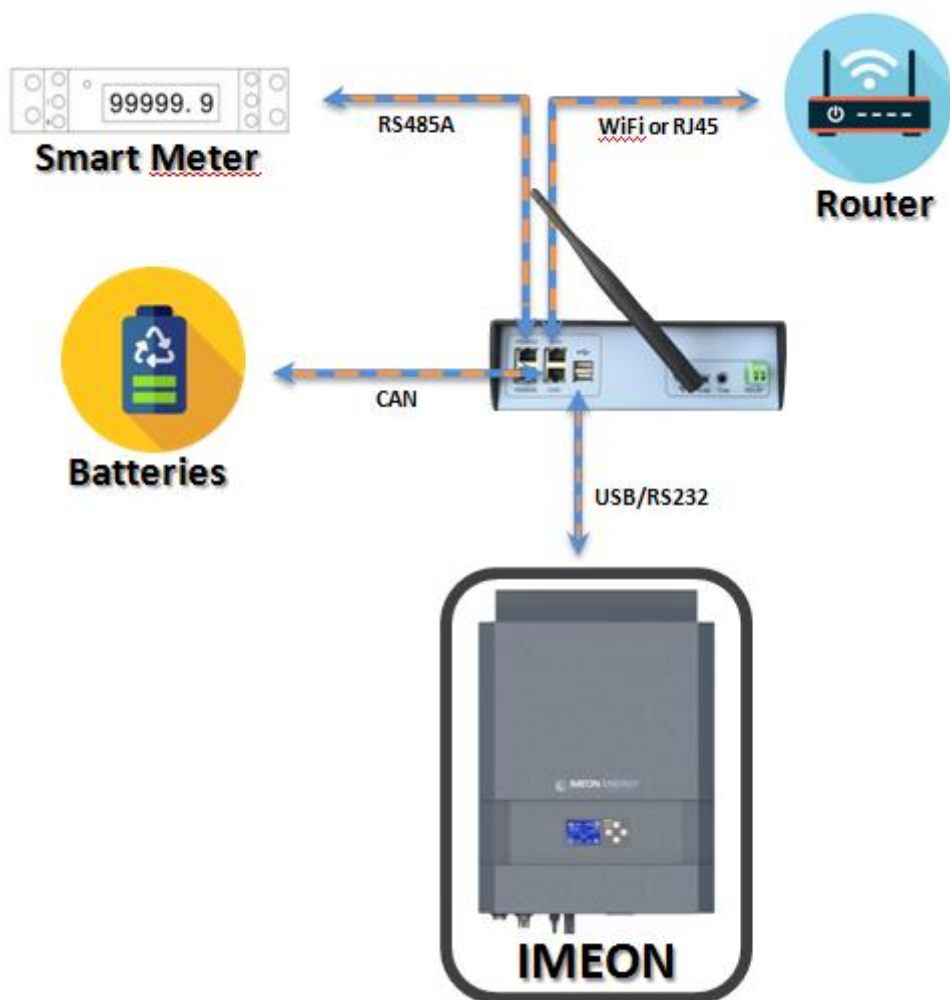 99999. 9
Smart Meter
RS485A
WiFi or RJ45
Router
CAN
Batteries
USB/RS232
IMEON ENERGY
IMEON